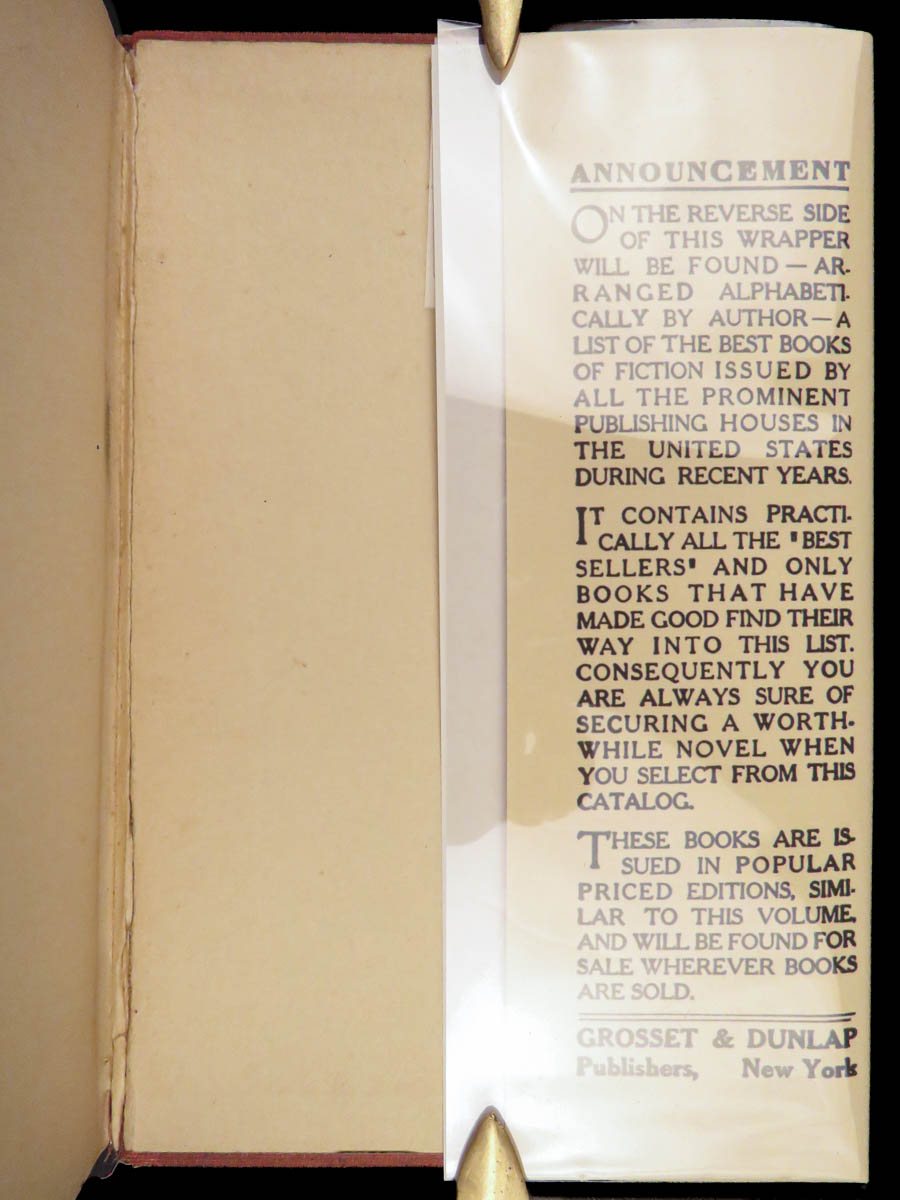 ANNOUNCEMENT
ON THE REVERSE SIDE
OF THIS WRAPPER
WILL BE FOUND — AR-
RANGED ALPHABETI-
CALLY BY AUTHOR — A
LIST OF THE BEST BOOKS
OF FICTION ISSUED BY
ALL THE PROMINENT
PUBLISHING HOUSES IN
THE UNITED STATES
DURING RECENT YEARS.
IT CONTAINS PRACTI-
CALLY ALL THE "BEST
SELLERS" AND ONLY
BOOKS THAT HAVE
MADE GOOD FIND THEIR
WAY INTO THIS LIST.
CONSEQUENTLY YOU
ARE ALWAYS SURE OF
SECURING A WORTH-
WHILE NOVEL WHEN
YOU SELECT FROM THIS
CATALOG.
THESE BOOKS ARE IS-
SUED IN POPULAR
PRICED EDITIONS, SIMI-
LAR TO THIS VOLUME,
AND WILL BE FOUND FOR
SALE WHEREVER BOOKS
ARE SOLD.
GROSSET & DUNLAP
Publishers, New York